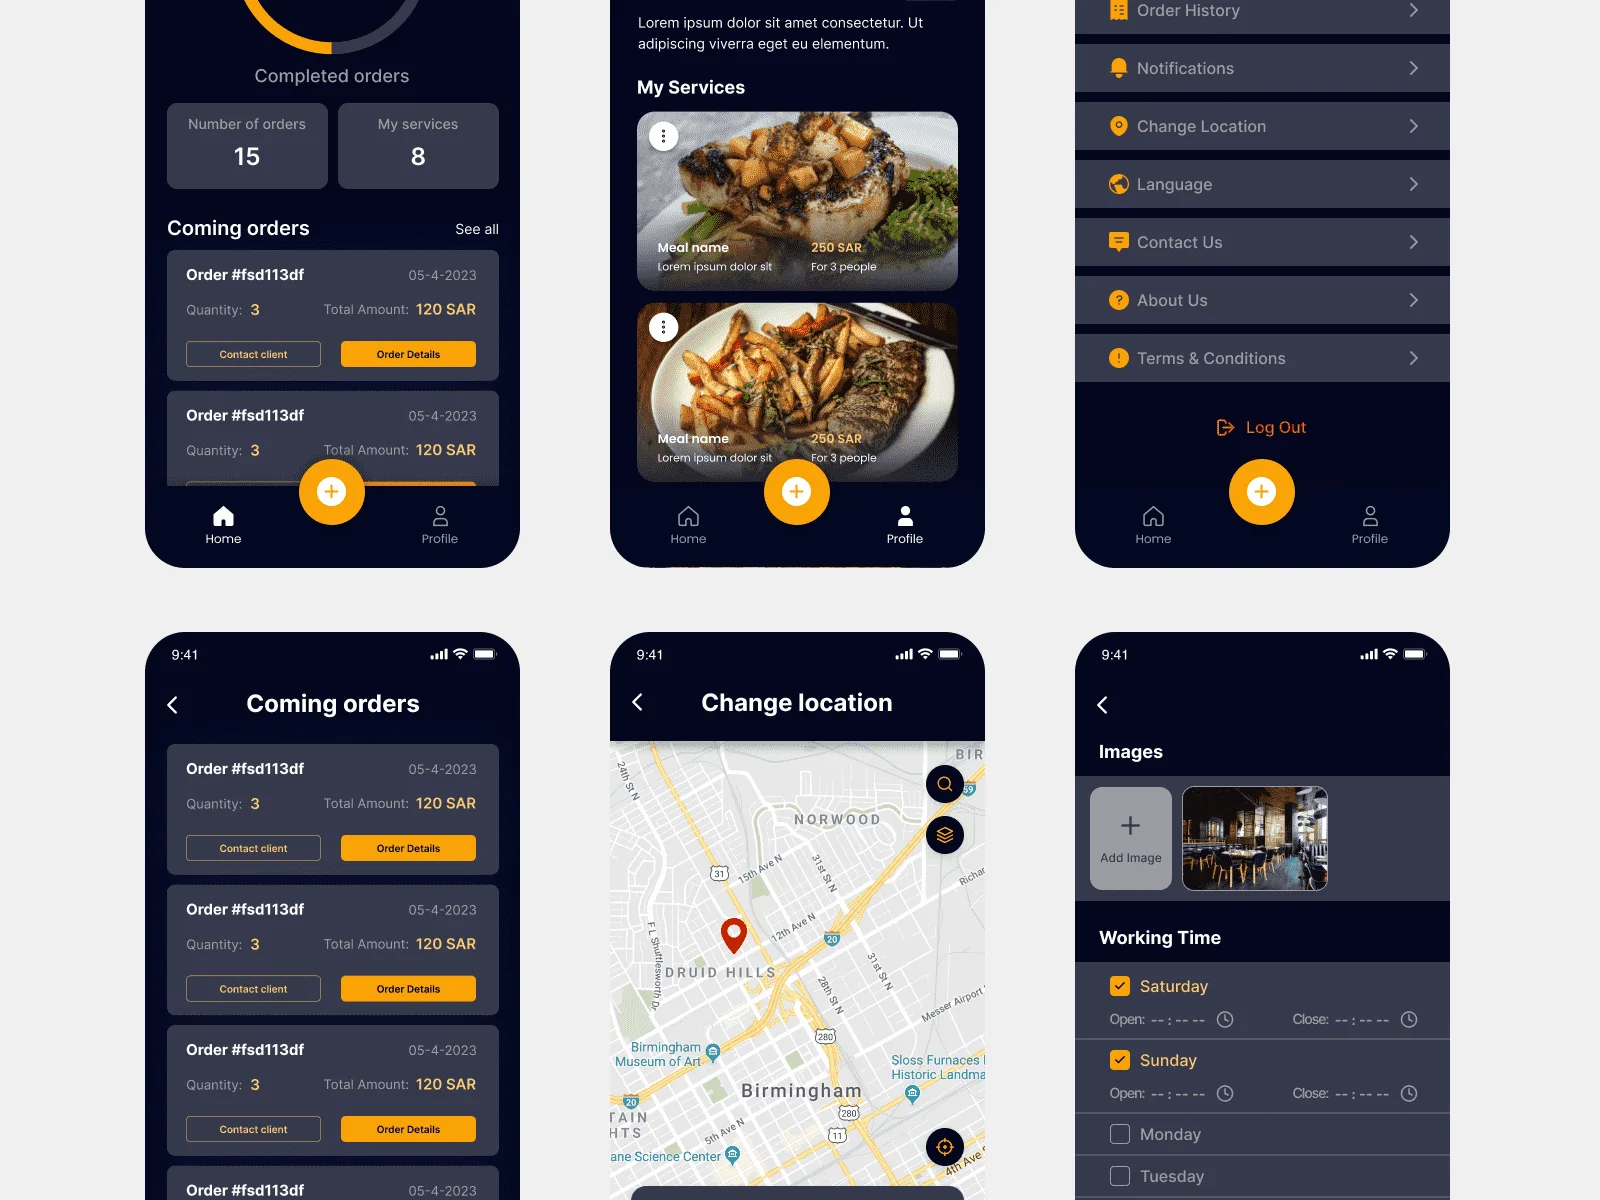 Completed orders
Number of orders
15
My services
8
Coming orders
See all
Order #fsd113df
05-4-2023
Quantity: 3
Total Amount: 120 SAR
Contact client
Order Details
Order #fsd113df
05-4-2023
Quantity: 3
Total Amount: 120 SAR
Home
Profile
Lorem ipsum dolor sit amet consectetur. Ut
adipiscing viverra eget eu elementum.
My Services
Meal name
250 SAR
Lorem ipsum dolor sit
For 3 people
Meal name
250 SAR
Lorem ipsum dolor sit
For 3 people
Home
Profile
Order History
Notifications
Change Location
Language
Contact Us
About Us
Terms & Conditions
Log Out
Home
Profile
9:41
Coming orders
Order #fsd113df
05-4-2023
Quantity: 3
Total Amount: 120 SAR
Contact client
Order Details
Order #fsd113df
05-4-2023
Quantity: 3
Total Amount: 120 SAR
Contact client
Order Details
Order #fsd113df
05-4-2023
Quantity: 3
Total Amount: 120 SAR
Contact client
Order Details
Order #fsd113df
05-4-2023
9:41
Change location
BIR
24th St N
59
NORWOOD
31
15th Ave N
31st St N
Richar
F L Shuttlesworth Dr
12th Ave N
20
DRUID HILLS
31st St N
28th St N
Messer Airport
280
Birmingham
Museum of Art
Sloss Furnaces
Historic Landma
Birmingham
20
280
TAIN
HTS
5th Ave N
11
ane Science Center
4th Ave S
9:41
Images
Add Image
Working Time
Saturday
Open: -- : -- --
Close: -- : -- --
Sunday
Open: -- : -- --
Close: -- : -- --
Monday
Tuesday